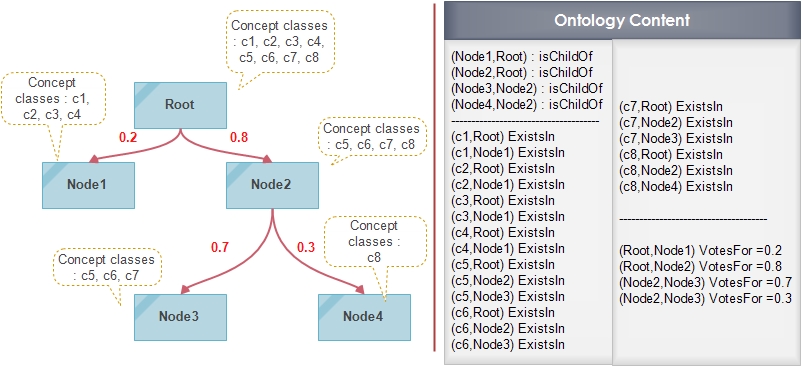 Concept classes
: c1, c2, c3, c4,
c5, c6, c7, c8
Root
Concept
classes : c1,
c2, c3, c4
0.2
0.8
Concept classes
: c5, c6, c7, c8
Node1
Node2
0.7
0.3
Concept
classes :
c8
Concept classes
: c5, c6, c7
Node3
Node4
Ontology Content
(Node1,Root) : isChildOf
(Node2,Root) : isChildOf
(Node3,Node2) : isChildOf
(Node4,Node2) : isChildOf
-------------------------------------
(c1,Root) ExistsIn
(c1,Node1) ExistsIn
(c2,Root) ExistsIn
(c2,Node1) ExistsIn
(c3,Root) ExistsIn
(c3,Node1) ExistsIn
(c4,Root) ExistsIn
(c4,Node1) ExistsIn
(c5,Root) ExistsIn
(c5,Node2) ExistsIn
(c5,Node3) ExistsIn
(c6,Root) ExistsIn
(c6,Node2) ExistsIn
(c6,Node3) ExistsIn
(c7,Root) ExistsIn
(c7,Node2) ExistsIn
(c7,Node3) ExistsIn
(c8,Root) ExistsIn
(c8,Node2) ExistsIn
(c8,Node4) ExistsIn
-------------------------------------
(Root,Node1) VotesFor =0.2
(Root,Node2) VotesFor =0.8
(Node2,Node3) VotesFor =0.7
(Node2,Node3) VotesFor =0.3